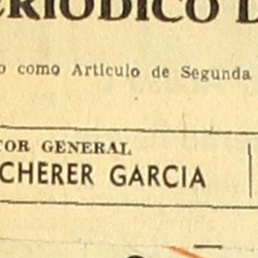 ERIODICO D
o como Artículo de Segunda
TOR GENERAL
CHERER GARCIA